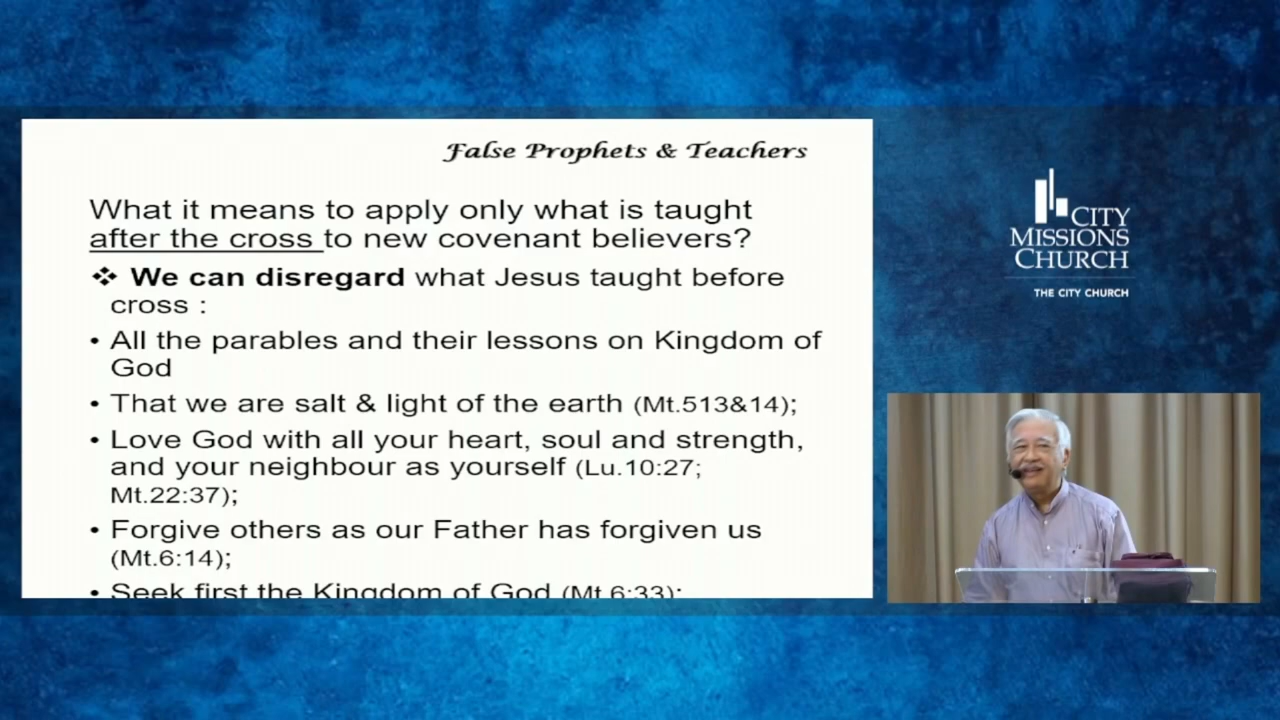 False Prophets & Teachers
What it means to apply only what is taught
after the cross to new covenant believers?
❖ We can disregard what Jesus taught before
cross :
• All the parables and their lessons on Kingdom of
God
• That we are salt & light of the earth (Mt.513&14);
• Love God with all your heart, soul and strength,
and your neighbour as yourself (Lu.10:27;
Mt.22:37);
• Forgive others as our Father has forgiven us
(Mt.6:14);
• Seek first the Kingdom of God (Mt.6:33);
CITY
MISSIONS
CHURCH
THE CITY CHURCH